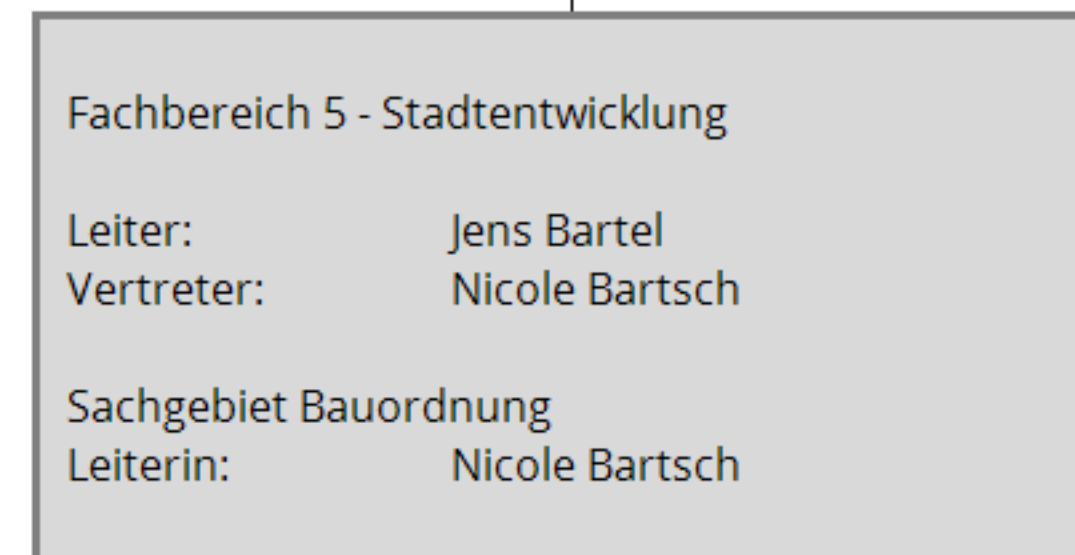 Fachbereich 5 - Stadtentwicklung
Leiter: Jens Bartel
Vertreter: Nicole Bartsch
Sachgebiet Bauordnung
Leiterin: Nicole Bartsch